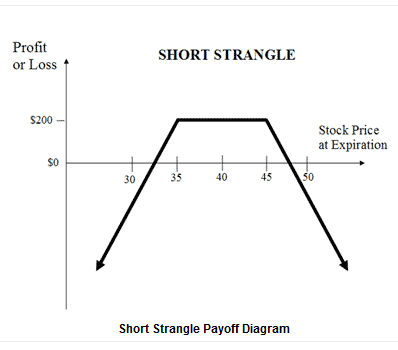 Profit
or Loss
SHORT STRANGLE
$200
Stock Price
at Expiration
$0
30 35 40 45 50
Short Strangle Payoff Diagram